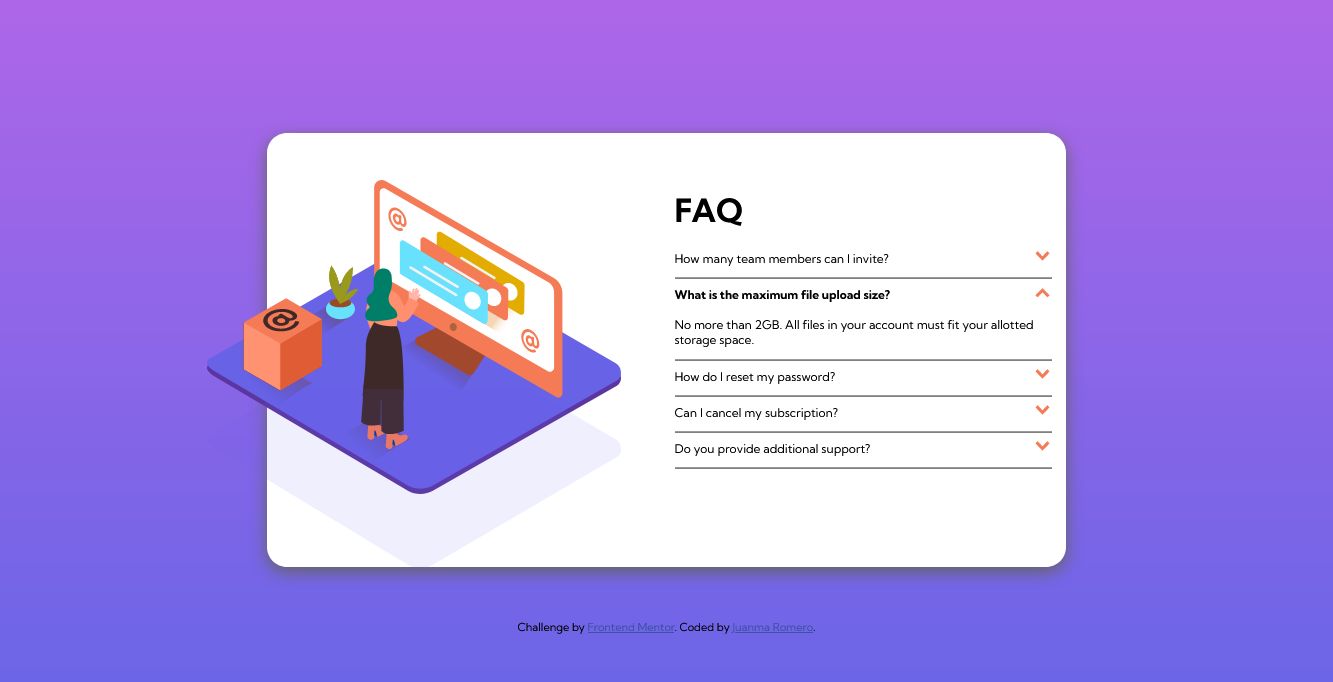 FAQ
How many team members can I invite?
What is the maximum file upload size?
No more than 2GB. All files in your account must fit your allotted
storage space.
How do I reset my password?
Can I cancel my subscription?
Do you provide additional support?
@
@
@
Challenge by Frontend Mentor. Coded by Juanma Romero.